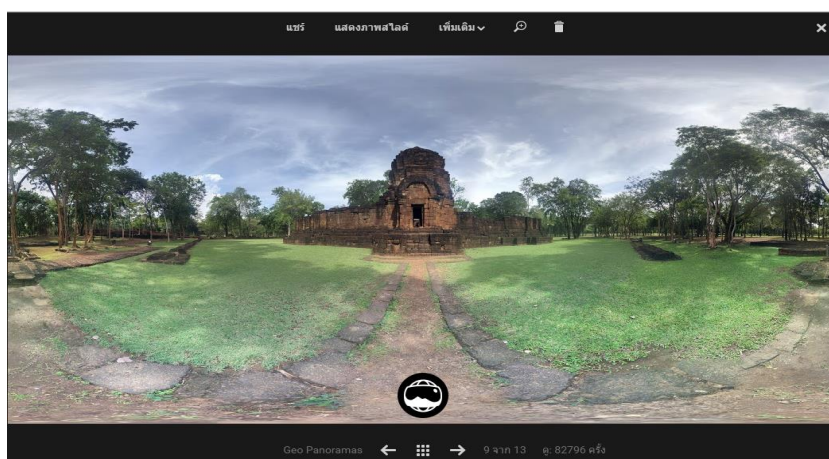 แชร์ แสดงภาพสไลด์ เพิ่มเติม
Geo Panoramas 9 จาก 13 ดู: 82796 ครั้ง